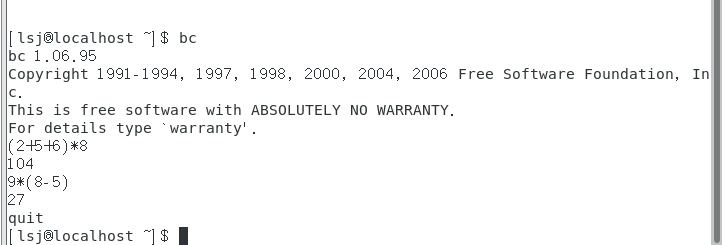 [lsj@localhost ~]$ bc
bc 1.06.95
Copyright 1991-1994, 1997, 1998, 2000, 2004, 2006 Free Software Foundation, In
c.
This is free software with ABSOLUTELY NO WARRANTY.
For details type `warranty'.
(2+5+6)*8
104
9*(8-5)
27
quit
[lsj@localhost ~]$